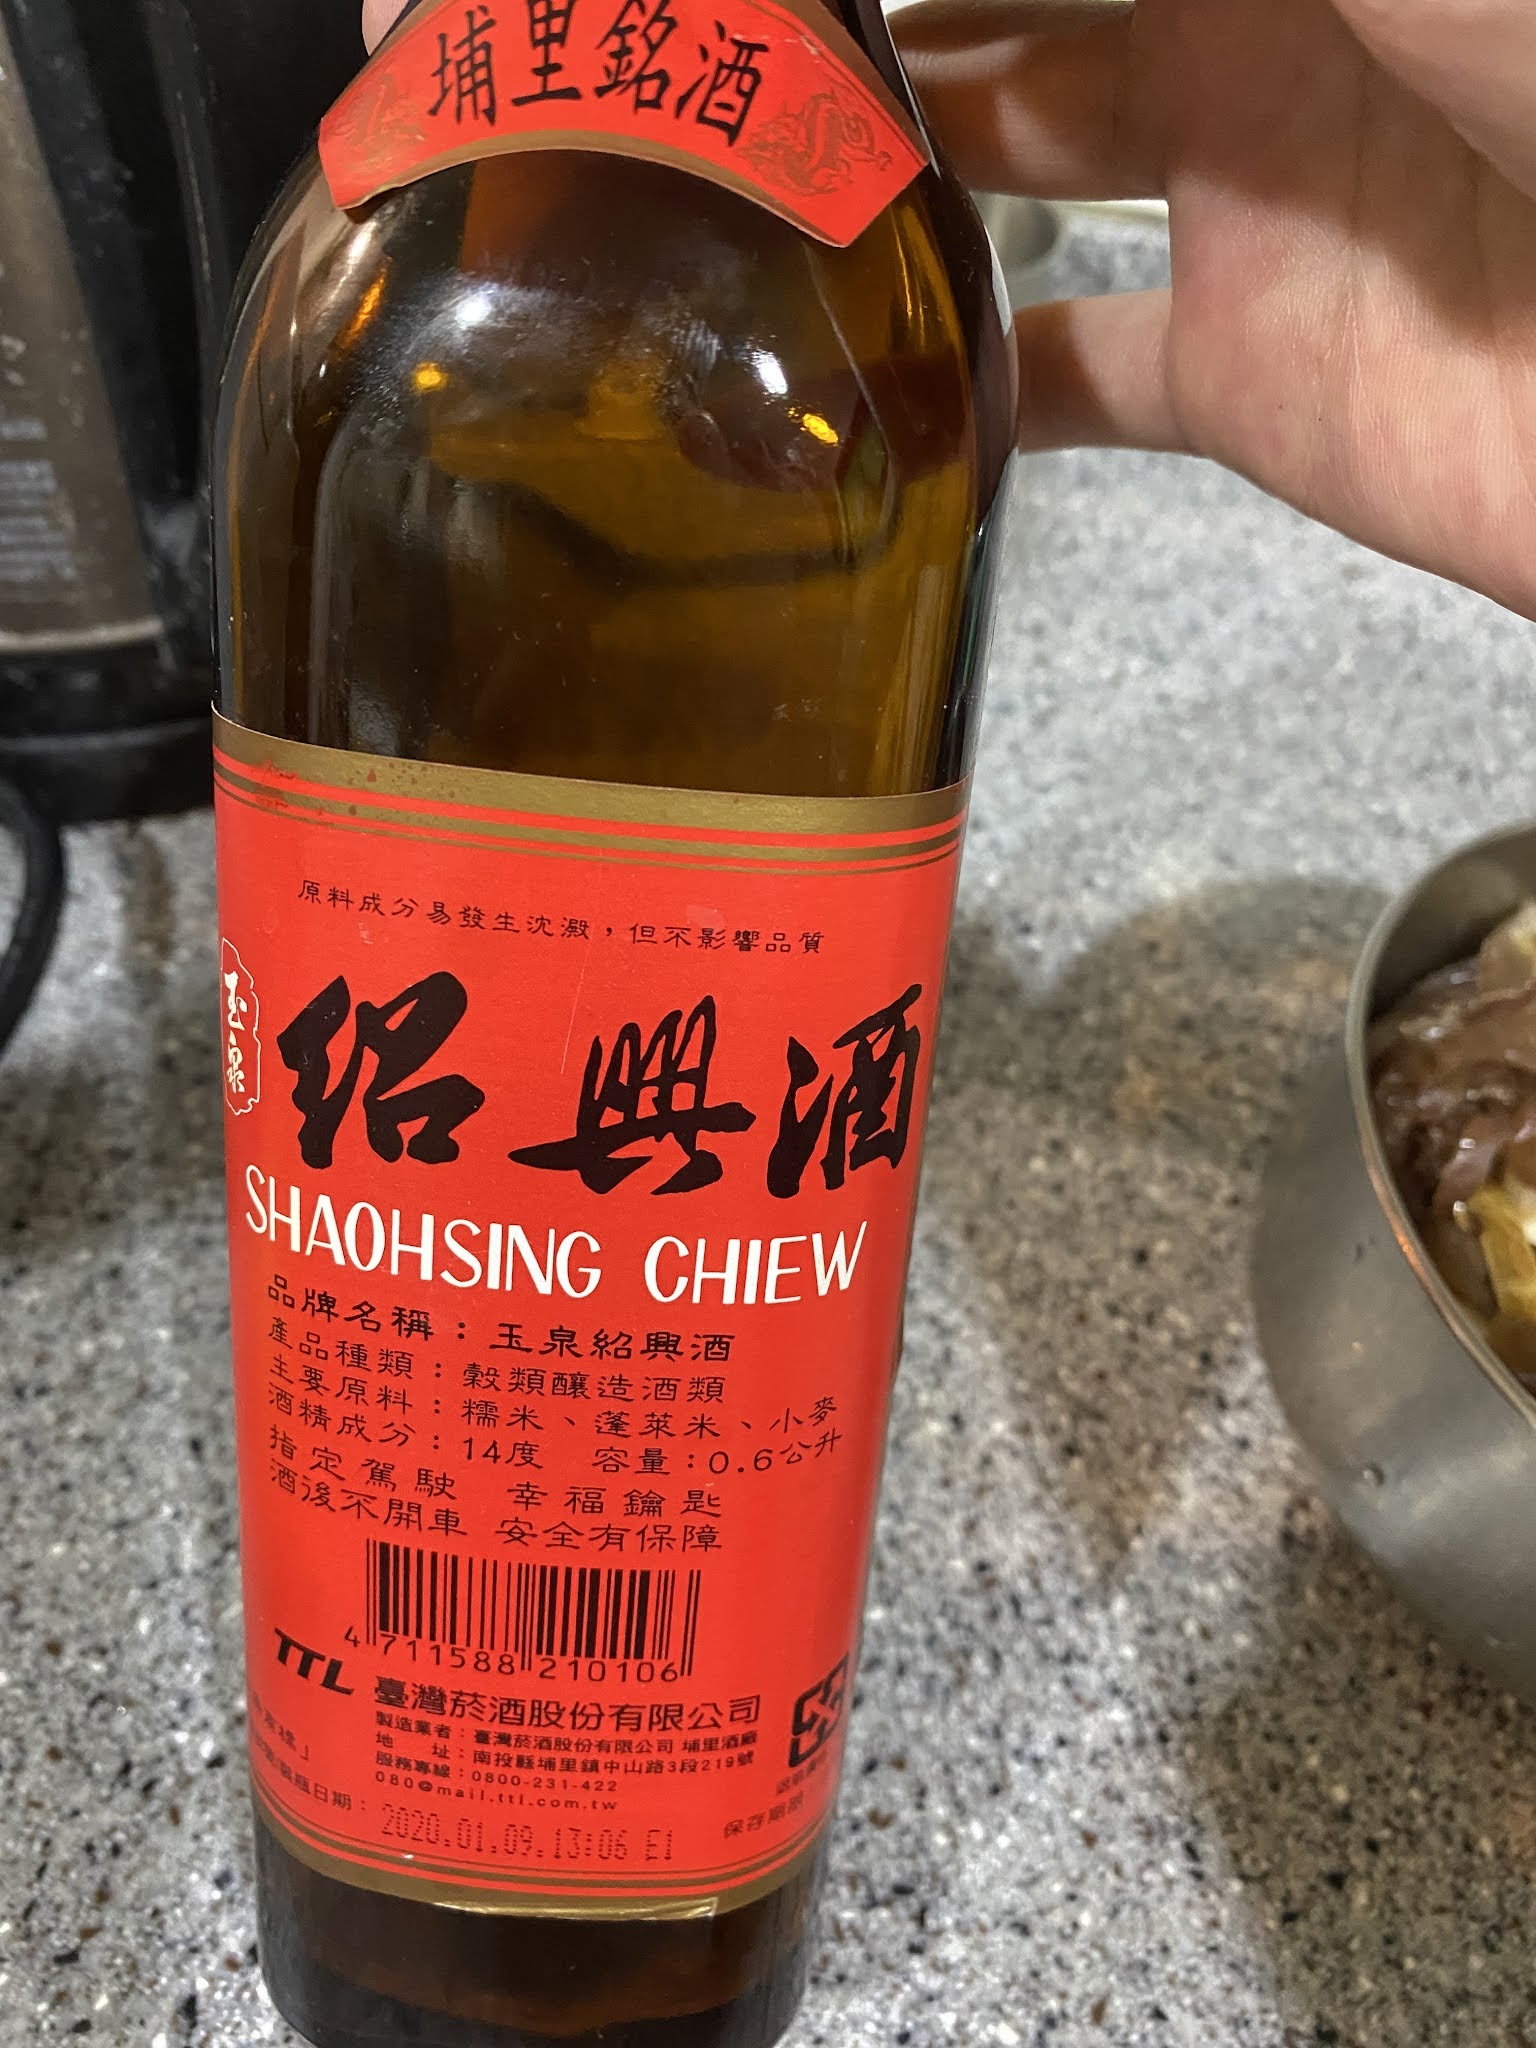 埔里銘酒
原料成分易發生沈澱，但不影響品質
玉泉
紹興酒
SHAOHSING CHIEW
品牌名稱：玉泉紹興酒
產品種類：穀類釀造酒類
主要原料：糯米、蓬萊米、小麥
酒精成分：14度 容量：0.6公升
指定駕駛 幸福鑰匙
酒後不開車 安全有保障
4 711588 210106
TTL 臺灣菸酒股份有限公司
製造業者：臺灣菸酒股份有限公司 埔里酒廠
地 址：南投縣埔里鎮中山路3段219號
服務專線：0800-231-422
080@mail.ttl.com.tw
日期：2020.01.09.13:06 E1
保存期限